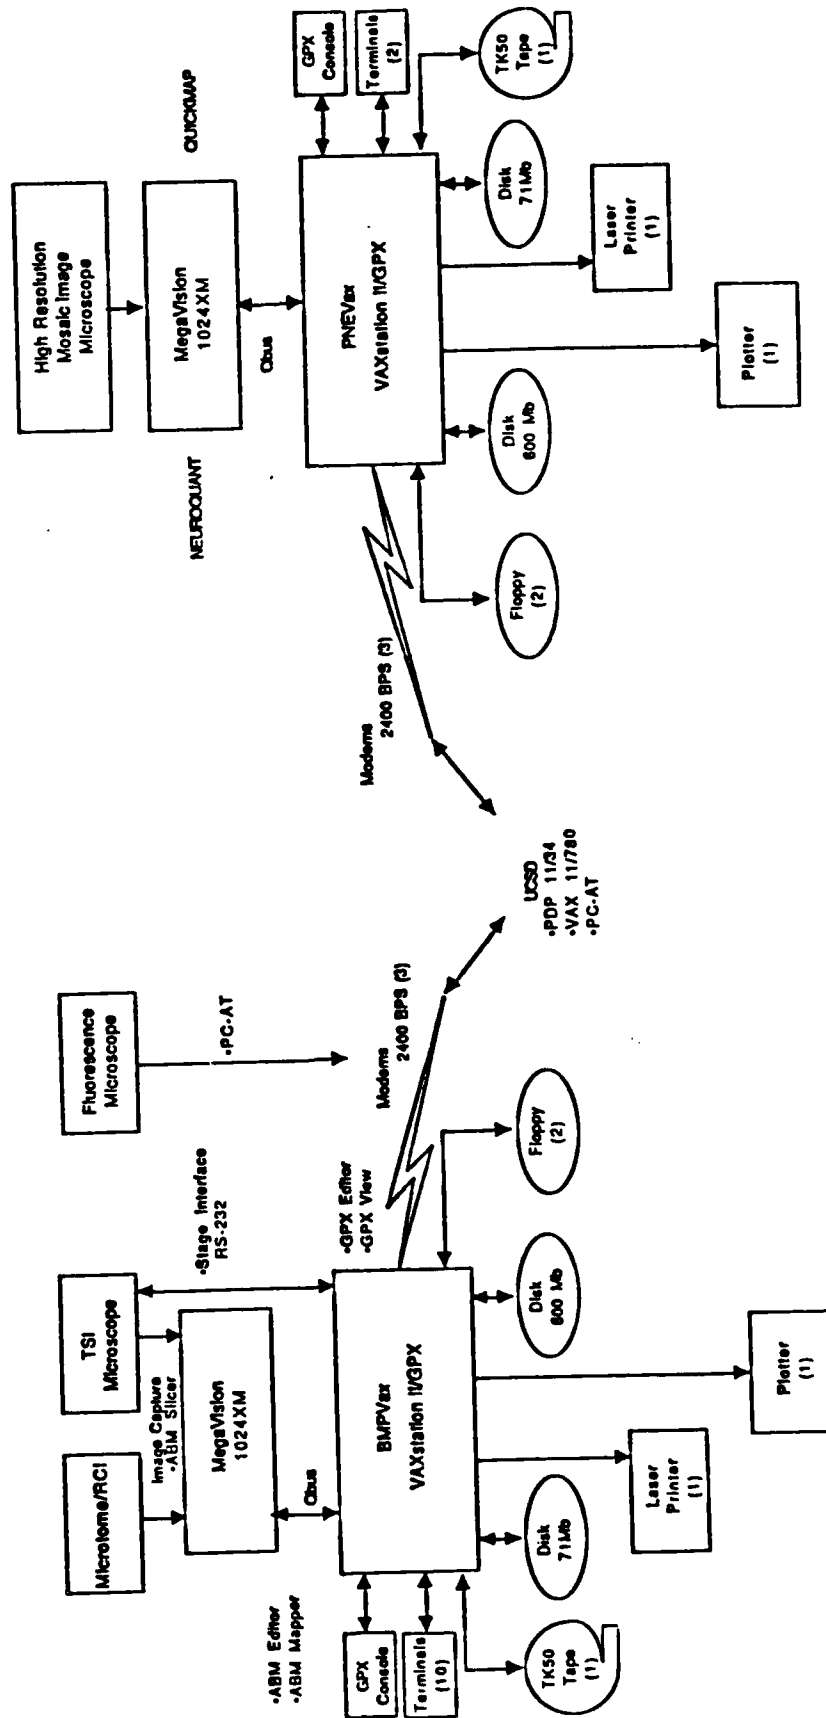 Microtome/RCI
TSI
Microscope
Fluorescence
Microscope
High Resolution
Mosaic Image
Microscope
Image Capture
•ABM Slicer
•Stage Interface
RS-232
•PC-AT
•ABM Editor
•ABM Mapper
MegaVision
1024XM
NEUROQUANT
MegaVision
1024XM
QUICKMAP
Qbus
Qbus
•GPX Editor
•GPX View
GPX
Console
Terminals
(10)
BMPVax
VAXstation II/GPX
Modems
2400 BPS (3)
Modems
2400 BPS (3)
PNEVax
VAXstation II/GPX
GPX
Console
Terminals
(2)
UCSD
•PDP 11/34
•VAX 11/780
•PC-AT
TK50
Tape
(1)
Disk
71Mb
Disk
600 Mb
Floppy
(2)
Floppy
(2)
Disk
600 Mb
Disk
71Mb
TK50
Tape
(1)
Laser
Printer
(1)
Plotter
(1)
Plotter
(1)
Laser
Printer
(1)